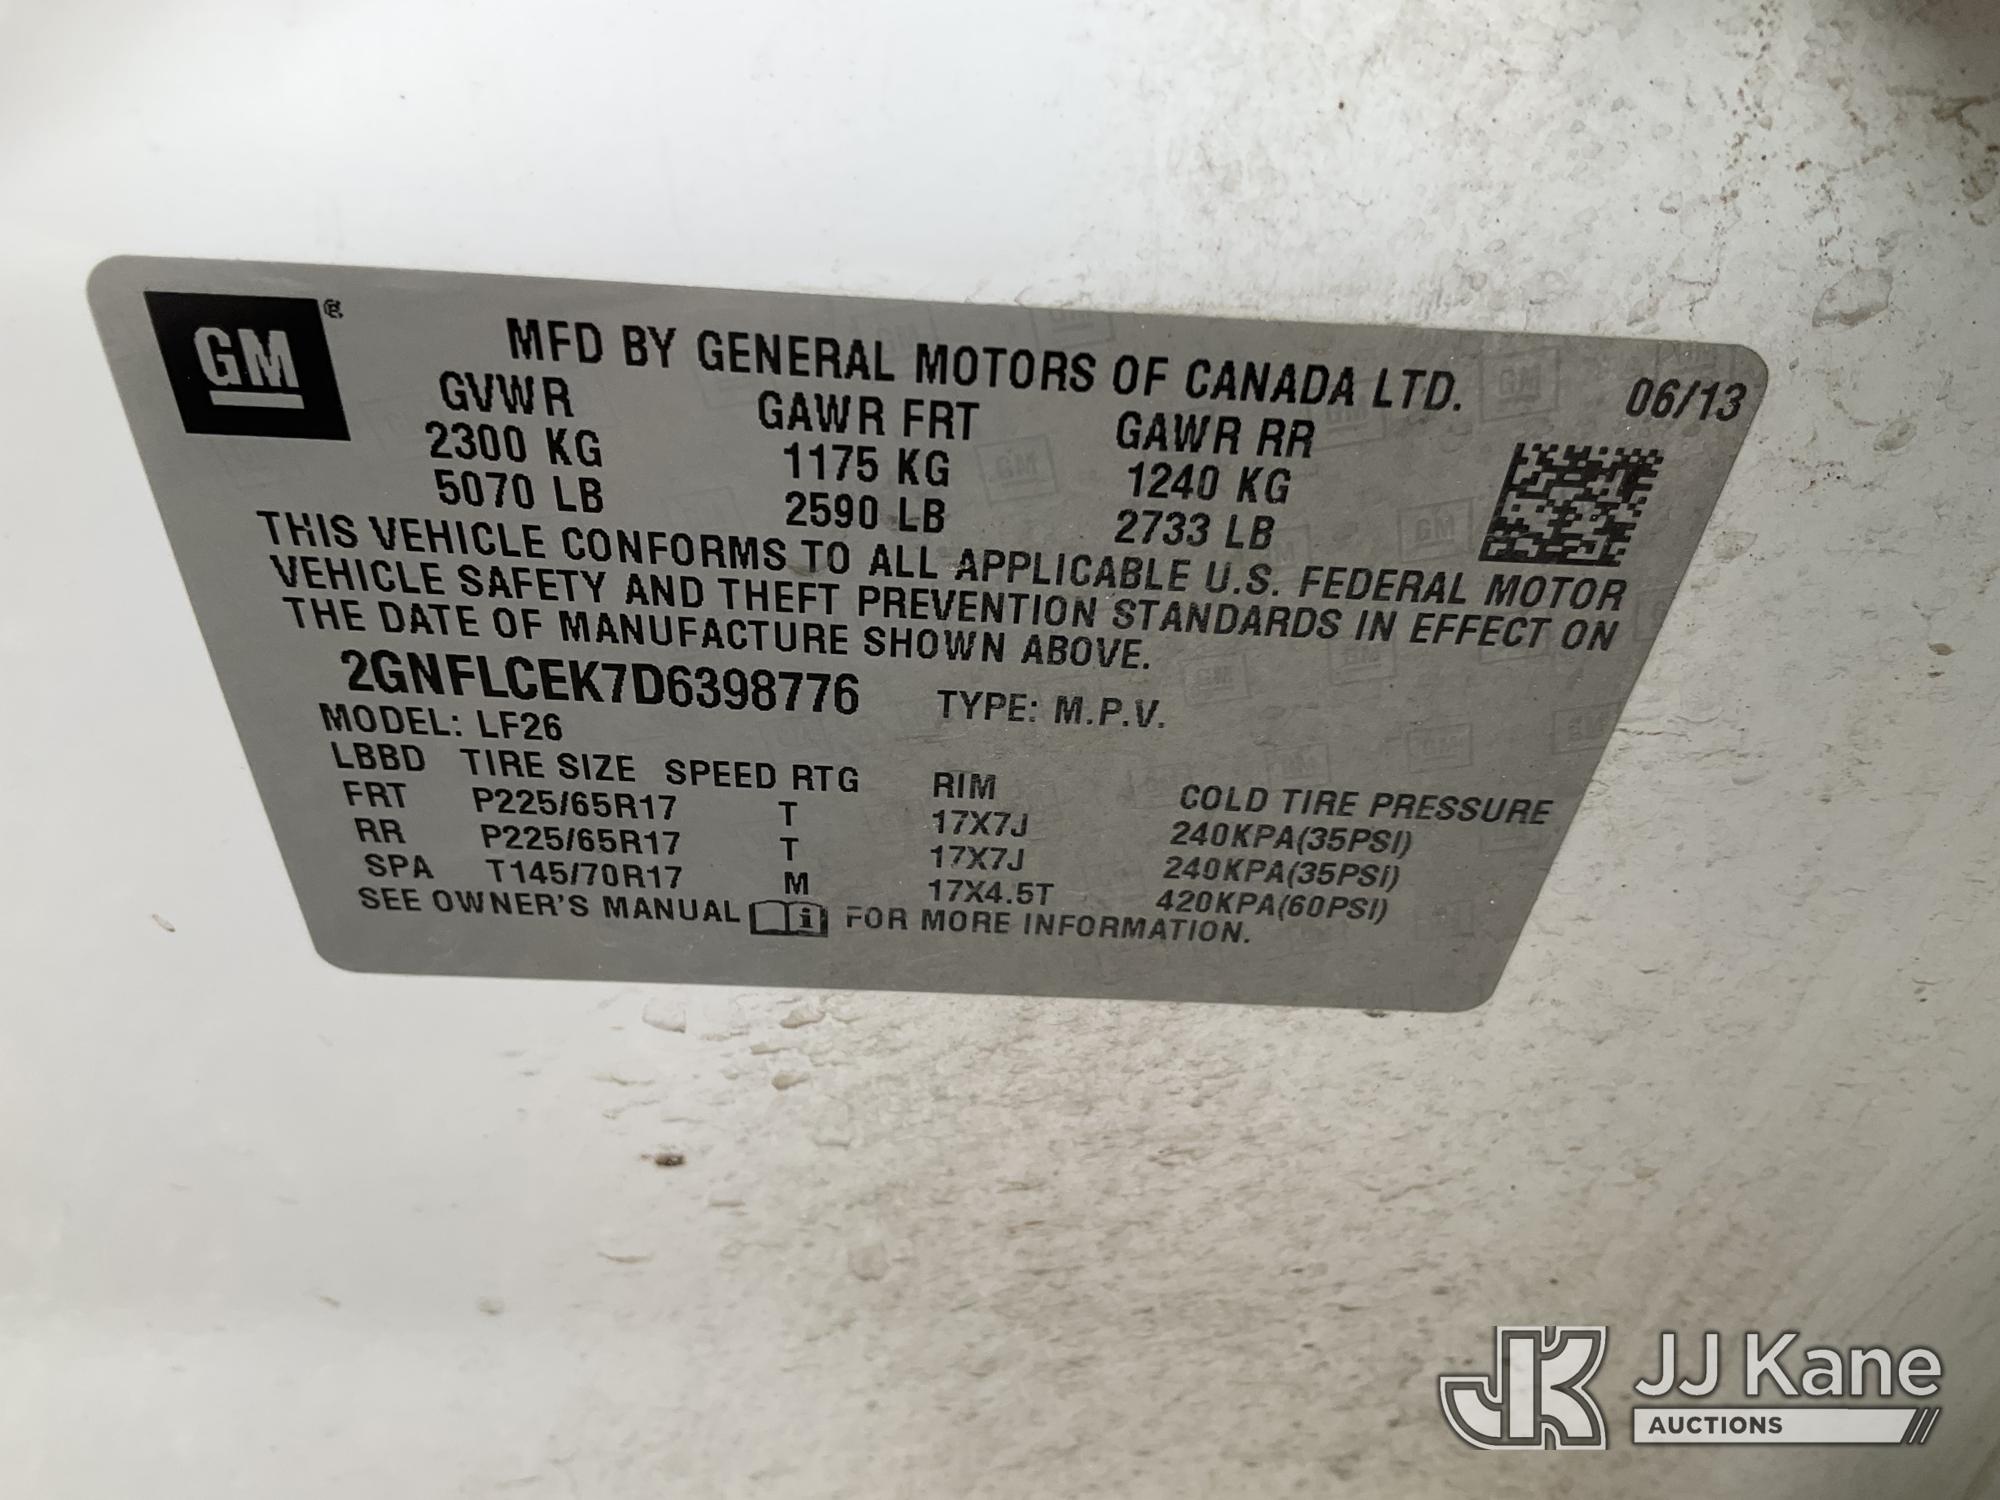 GM ®
MFD BY GENERAL MOTORS OF CANADA LTD.
06/13
GVWR GAWR FRT GAWR RR
2300 KG 1175 KG 1240 KG
5070 LB 2590 LB 2733 LB
THIS VEHICLE CONFORMS TO ALL APPLICABLE U.S. FEDERAL MOTOR
VEHICLE SAFETY AND THEFT PREVENTION STANDARDS IN EFFECT ON
THE DATE OF MANUFACTURE SHOWN ABOVE.
2GNFLCEK7D6398776 TYPE: M.P.V.
MODEL: LF26
LBBD TIRE SIZE SPEED RTG RIM COLD TIRE PRESSURE
FRT P225/65R17 T 17X7J 240KPA(35PSI)
RR P225/65R17 T 17X7J 240KPA(35PSI)
SPA T145/70R17 M 17X4.5T 420KPA(60PSI)
SEE OWNER'S MANUAL i FOR MORE INFORMATION.
JK JJ Kane
AUCTIONS